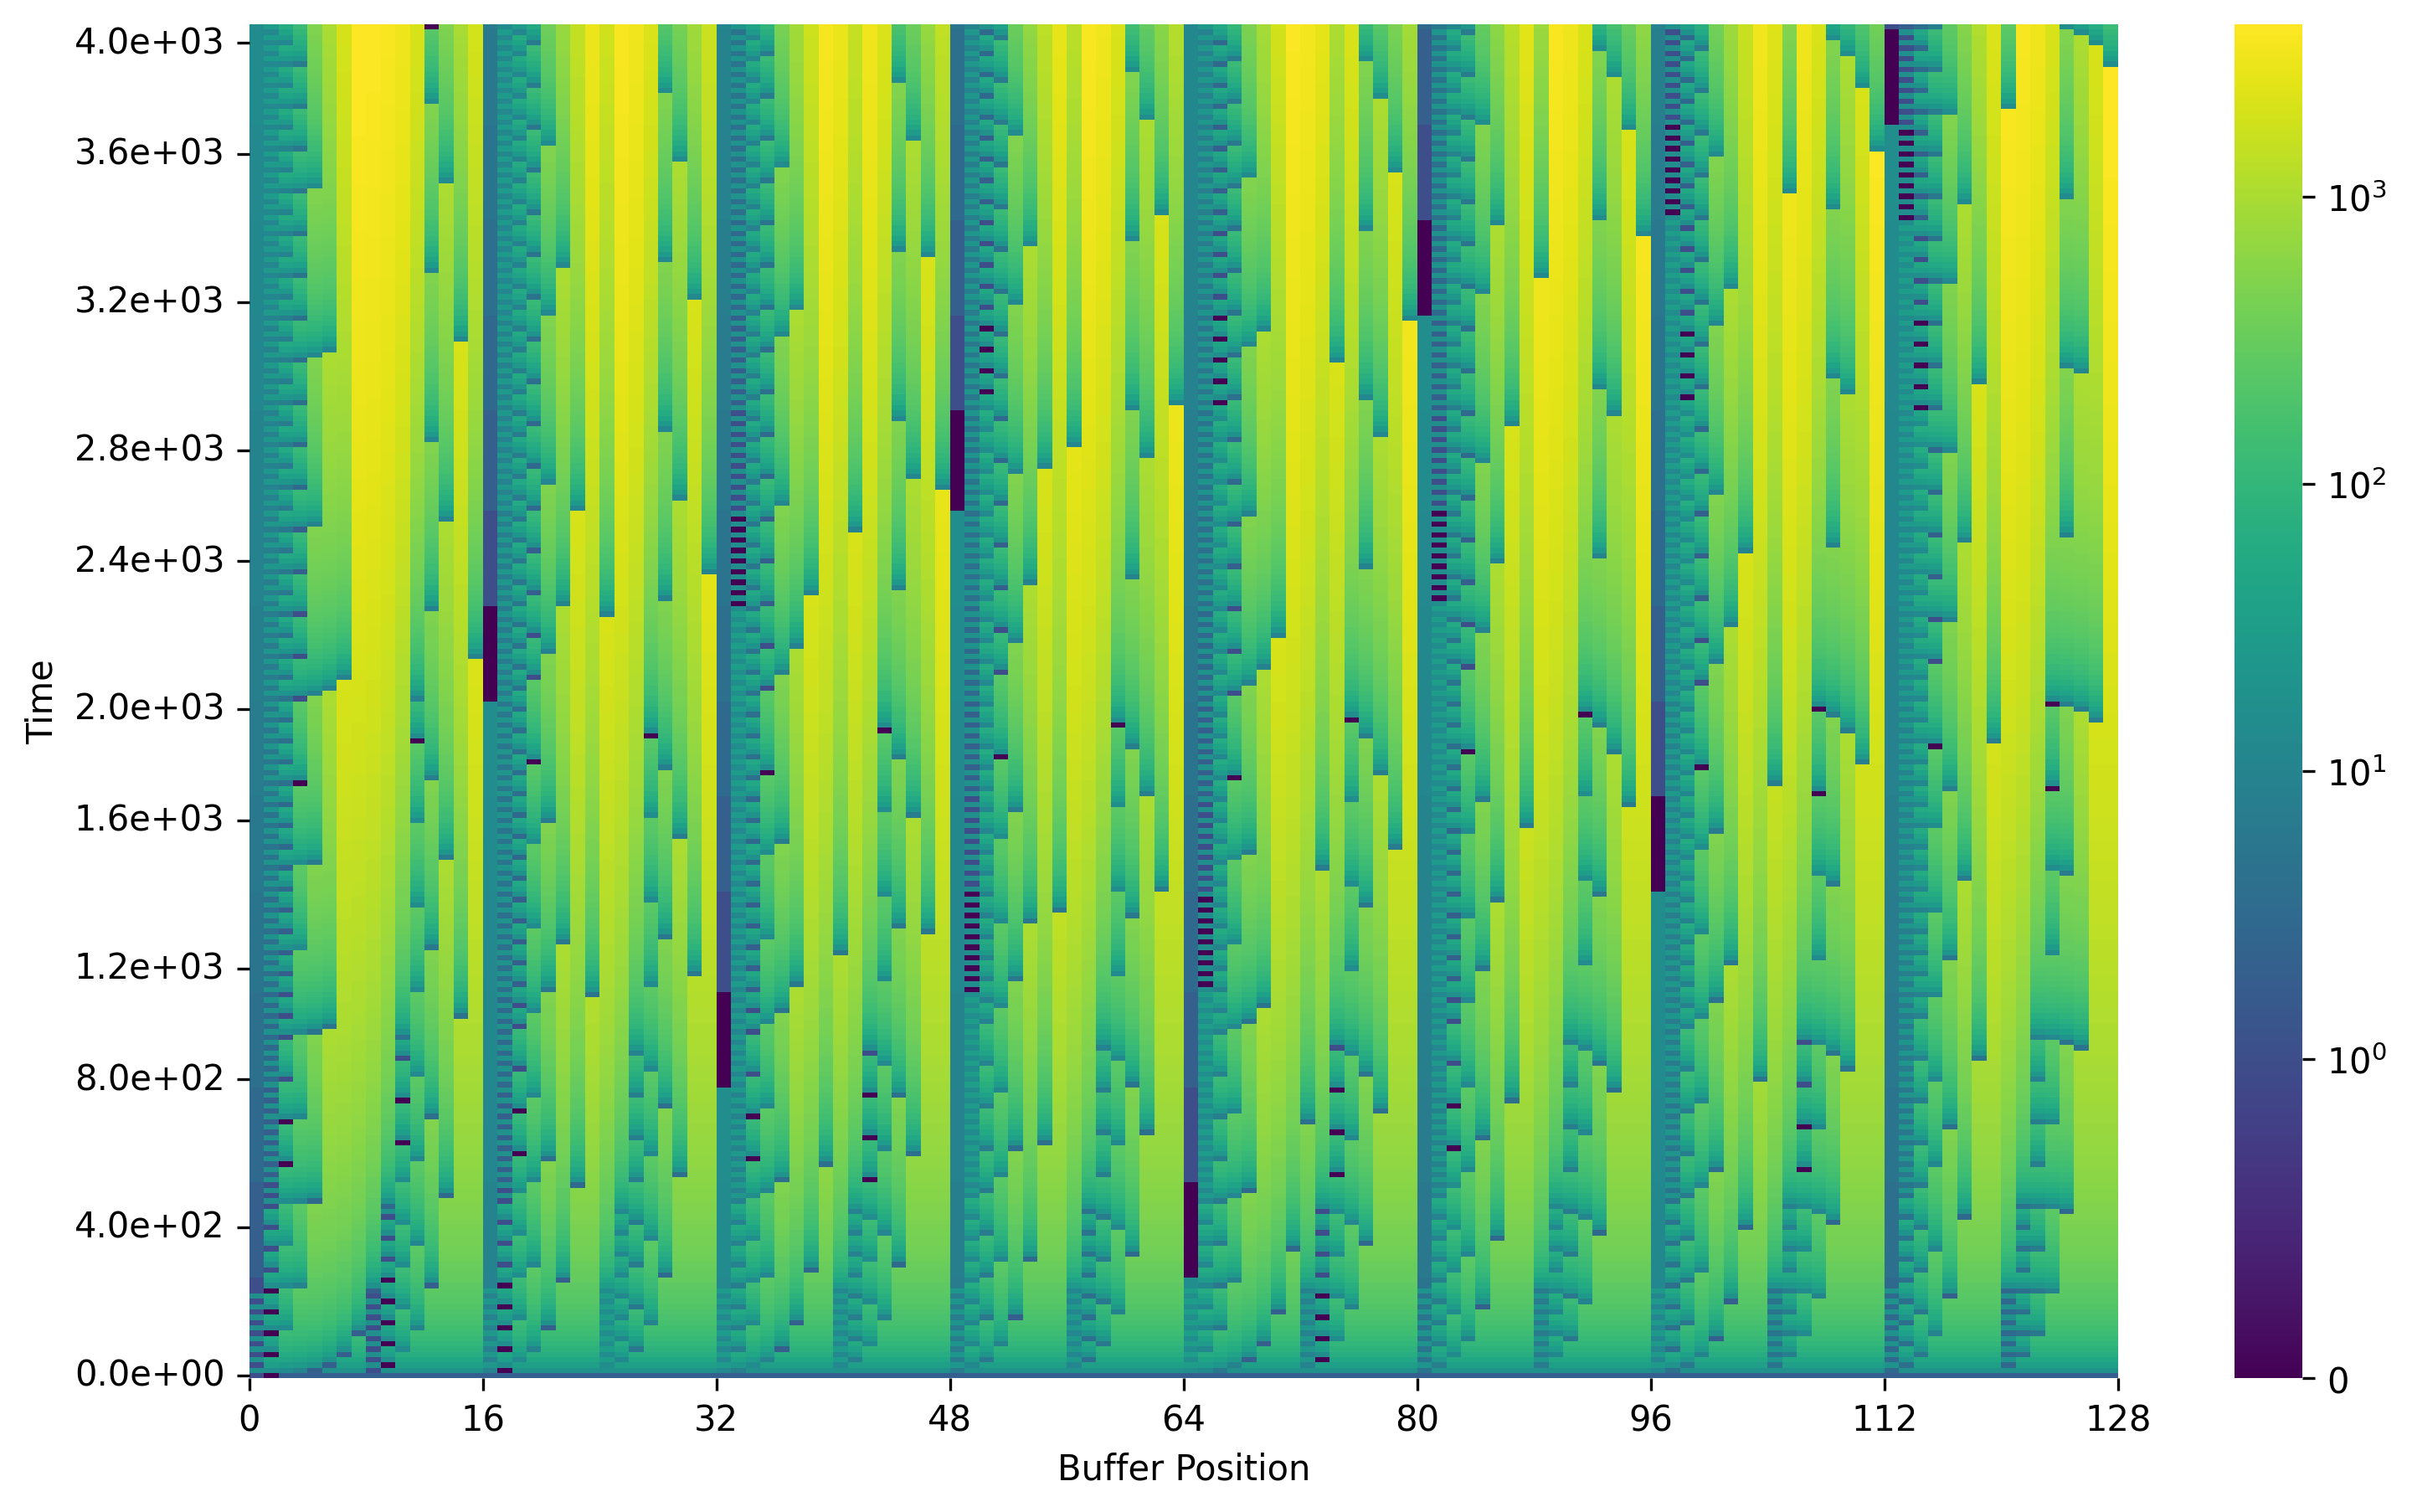 4.0e+03
3.6e+03
3.2e+03
2.8e+03
2.4e+03
2.0e+03
1.6e+03
1.2e+03
8.0e+02
4.0e+02
0.0e+00
Time
0 16 32 48 64 80 96 112 128
Buffer Position
10³
10²
10¹
10⁰
0